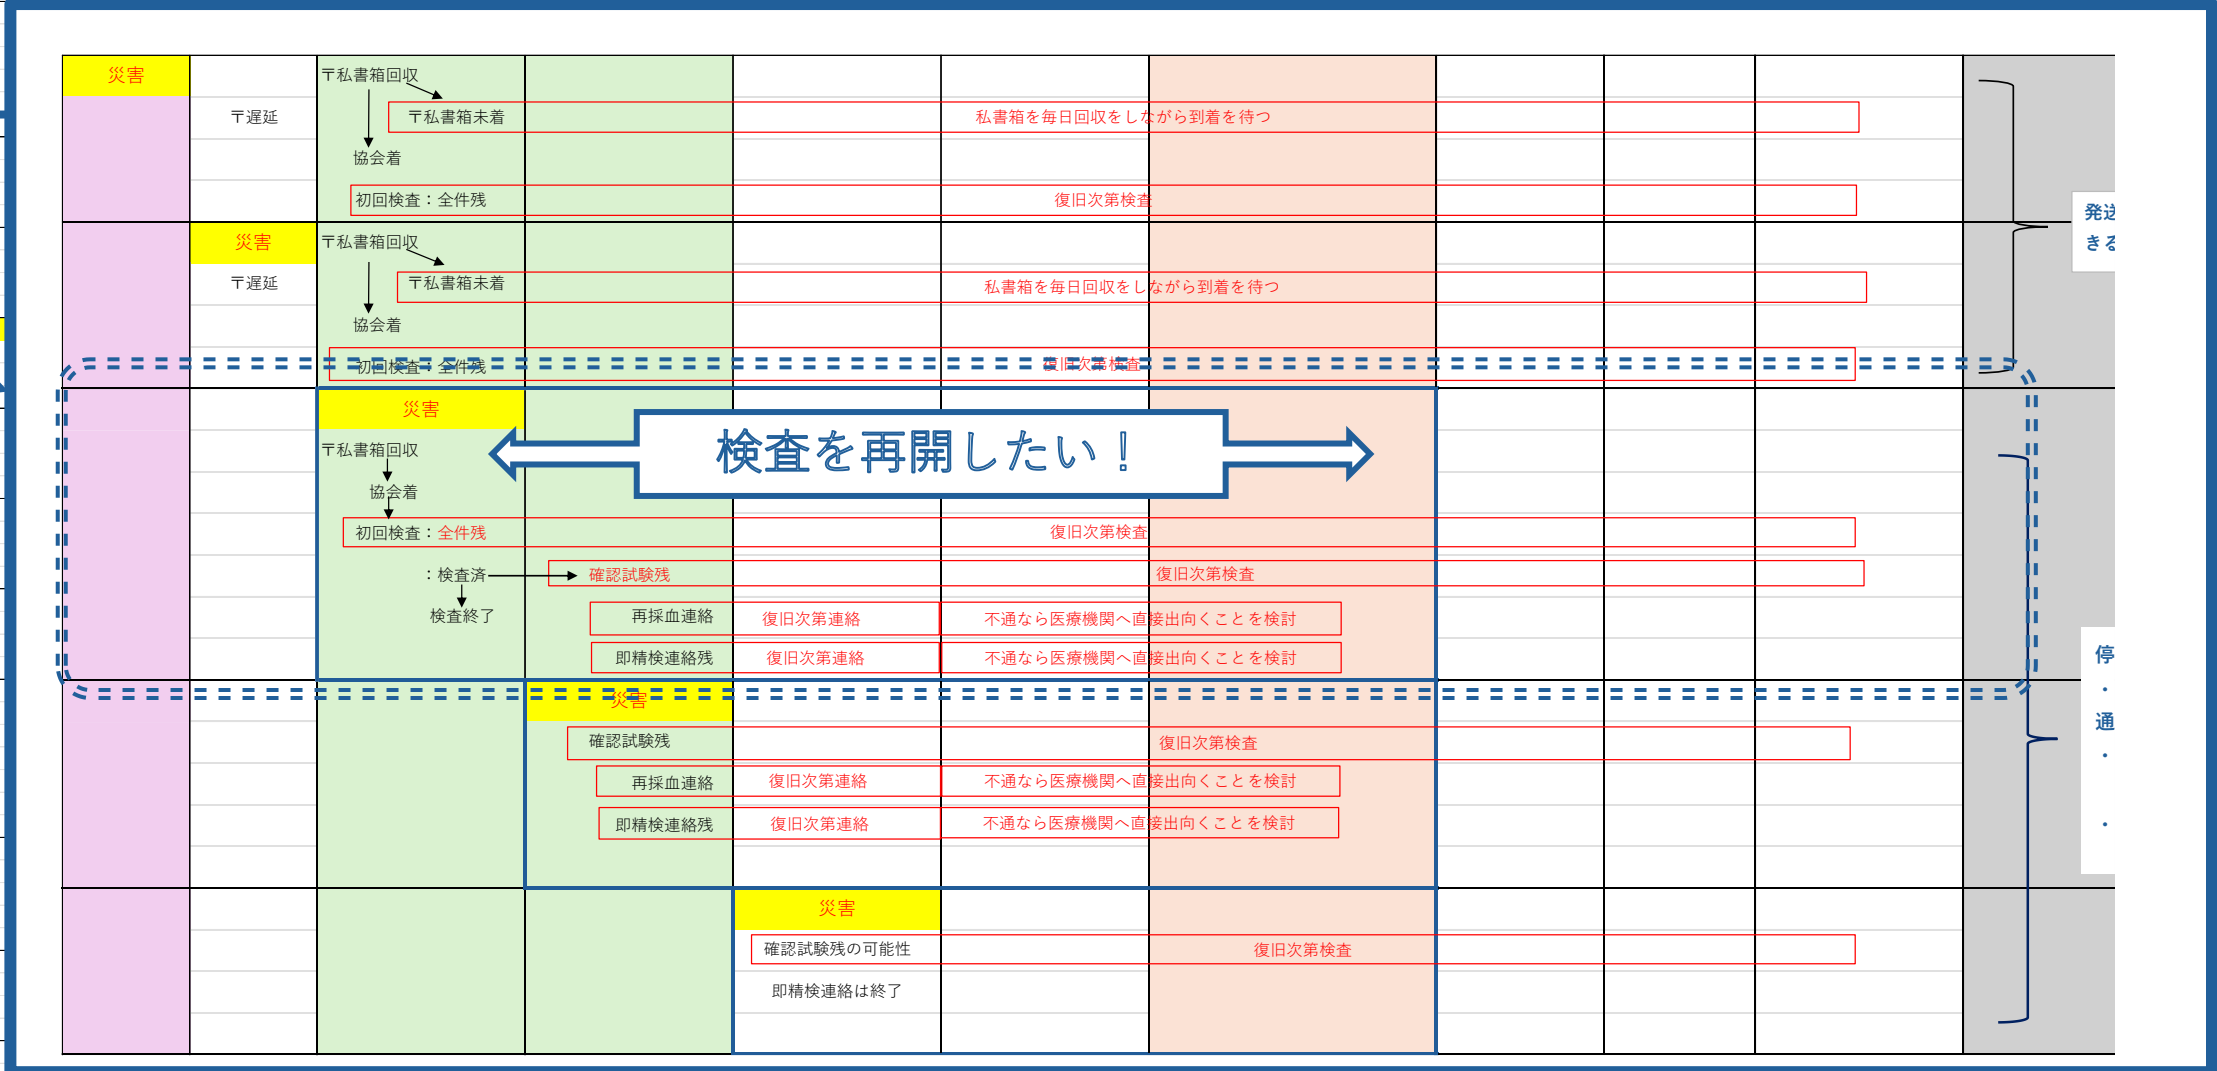 災害
〒私書箱回収
〒遅延
〒私書箱未着
私書箱を毎日回収をしながら到着を待つ
協会着
初回検査：全件残
復旧次第検査
発送
きる
災害
〒私書箱回収
〒遅延
〒私書箱未着
私書箱を毎日回収をしながら到着を待つ
協会着
初回検査：全件残
復旧次第検査
災害
検査を再開したい！
〒私書箱回収
協会着
初回検査：全件残
復旧次第検査
：検査済
確認試験残
復旧次第検査
検査終了
再採血連絡
復旧次第連絡
不通なら医療機関へ直接出向くことを検討
即精検連絡残
復旧次第連絡
不通なら医療機関へ直接出向くことを検討
停
・
通
・
・
災害
確認試験残
復旧次第検査
再採血連絡
復旧次第連絡
不通なら医療機関へ直接出向くことを検討
即精検連絡残
復旧次第連絡
不通なら医療機関へ直接出向くことを検討
災害
確認試験残の可能性
復旧次第検査
即精検連絡は終了